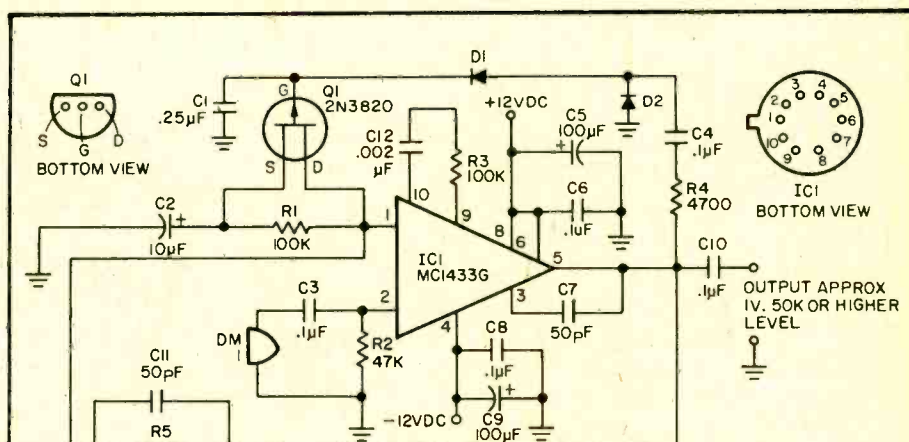 Q1
S
G
D
BOTTOM VIEW
C1
.25µF
G
Q1
2N3820
S
D
D1
D2
+12VDC
C5
100µF
+
C6
.1uF
C4
.1µF
R4
4700
3
4
2
5
1
6
10
7
9
8
IC1
BOTTOM VIEW
C12
.002
µF
R3
100K
10
9
C2
+
10µF
R1
100K
1
8
6
IC1
MC1433G
5
C10
.1µF
OUTPUT APPROX
1V. 50K OR HIGHER
LEVEL
C3
.1µF
2
3
4
C7
50pF
DM
1
R2
47K
C8
.1µF
+
C9
100µF
-12VDC
C11
50pF
R5